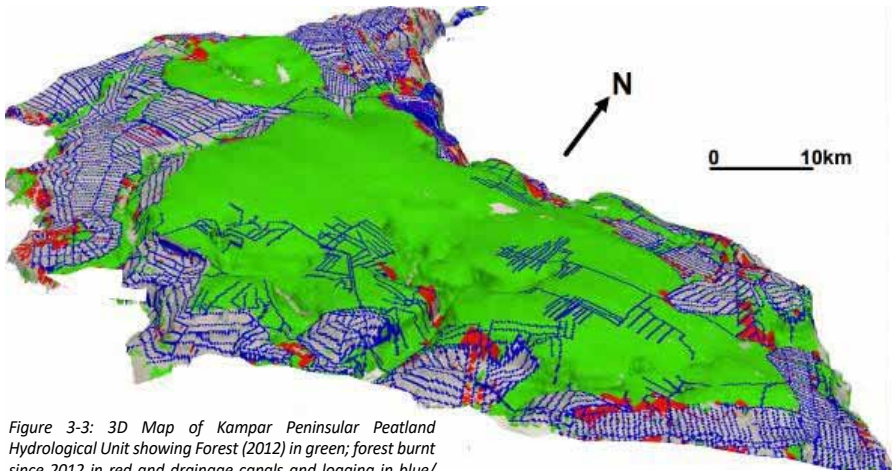 N
0 10km
Figure 3-3: 3D Map of Kampar Peninsular Peatland
Hydrological Unit showing Forest (2012) in green; forest burnt
since 2012 in red and drainage canals and logging in blue/